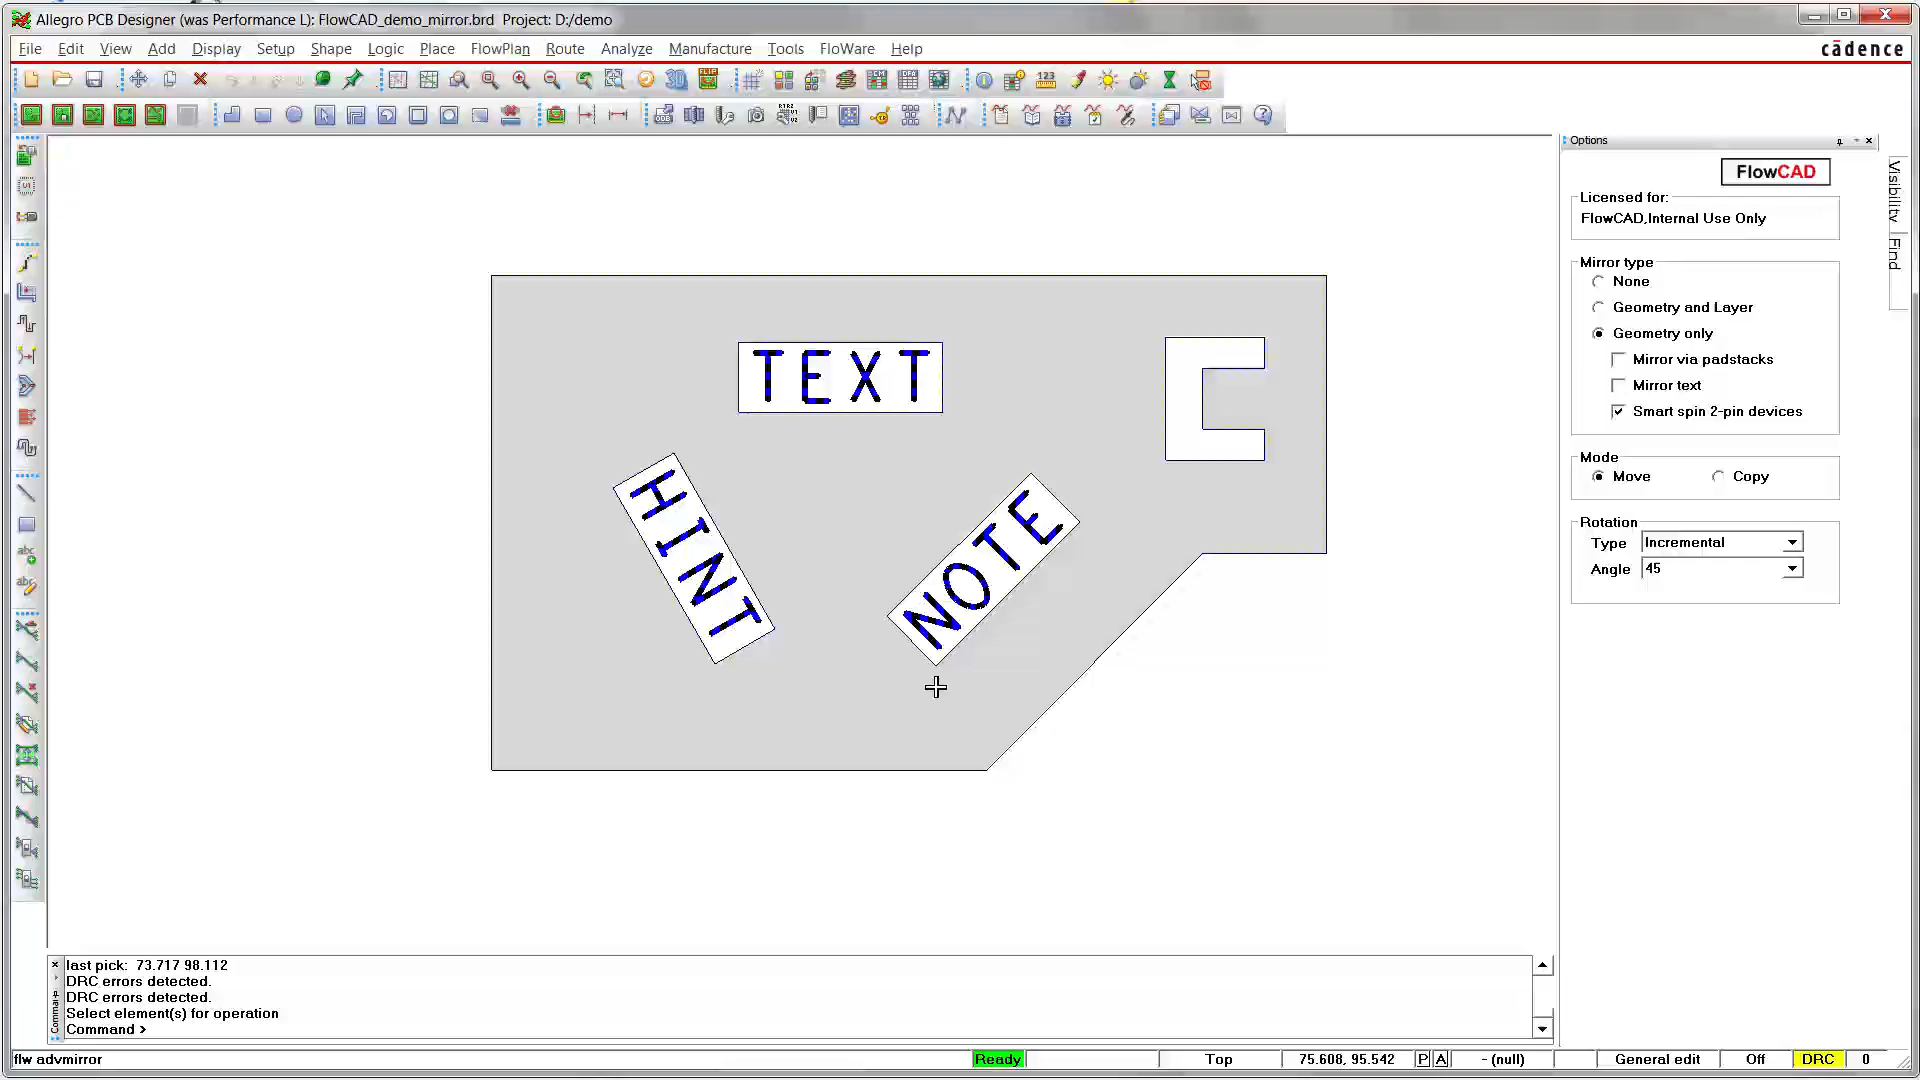 Allegro PCB Designer (was Performance L): FlowCAD_demo_mirror.brd  Project: D:/demo
File Edit View Add Display Setup Shape Logic Place FlowPlan Route Analyze Manufacture Tools FloWare Help
cādence
Options
FlowCAD
Licensed for:
FlowCAD,Internal Use Only
Mirror type
None
Geometry and Layer
Geometry only
Mirror via padstacks
Mirror text
Smart spin 2-pin devices
Mode
Move Copy
Rotation
Type Incremental
Angle 45
Visibility
Find
TEXT
HINT
NOTE
last pick:  73.717 98.112
DRC errors detected.
DRC errors detected.
Select element(s) for operation
Command >
Command
flw advmirror
Ready
Top
75.608, 95.542
P A
- (null)
General edit
Off
DRC
0